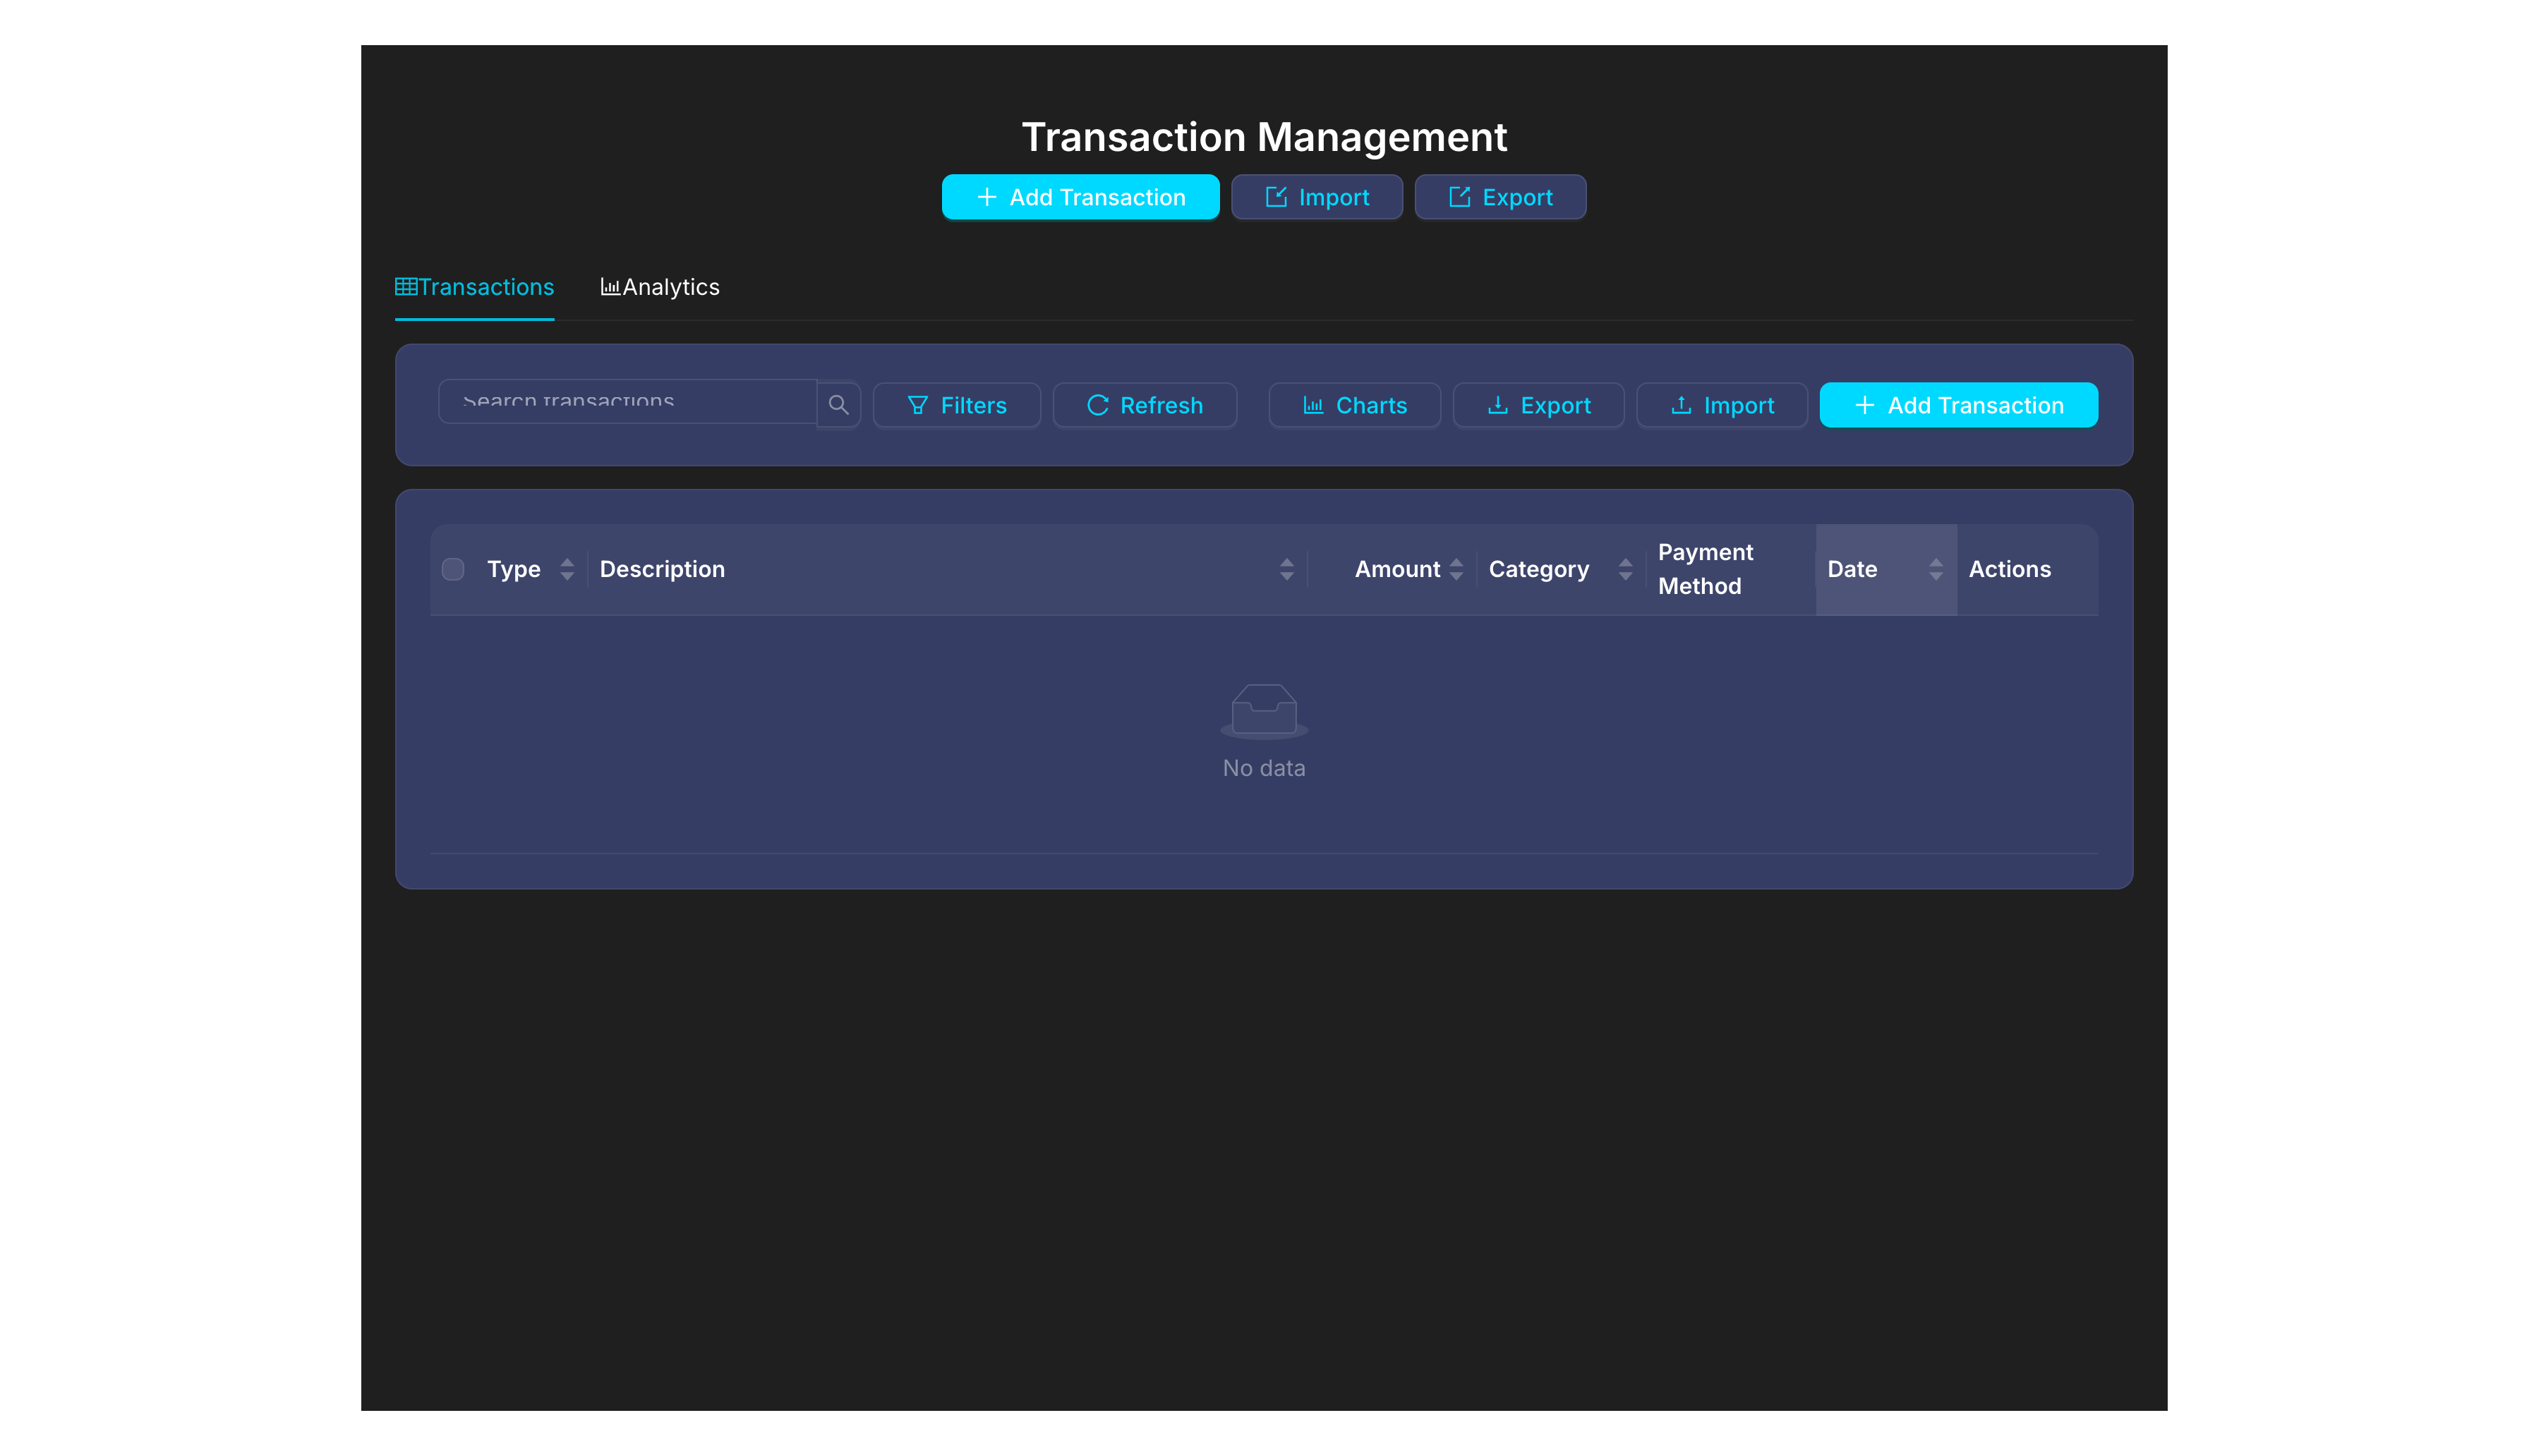 Transaction Management
Add Transaction Import Export
Transactions Analytics
Search transactions Filters Refresh Charts Export Import Add Transaction
Type Description Amount Category Payment Method Date Actions
No data